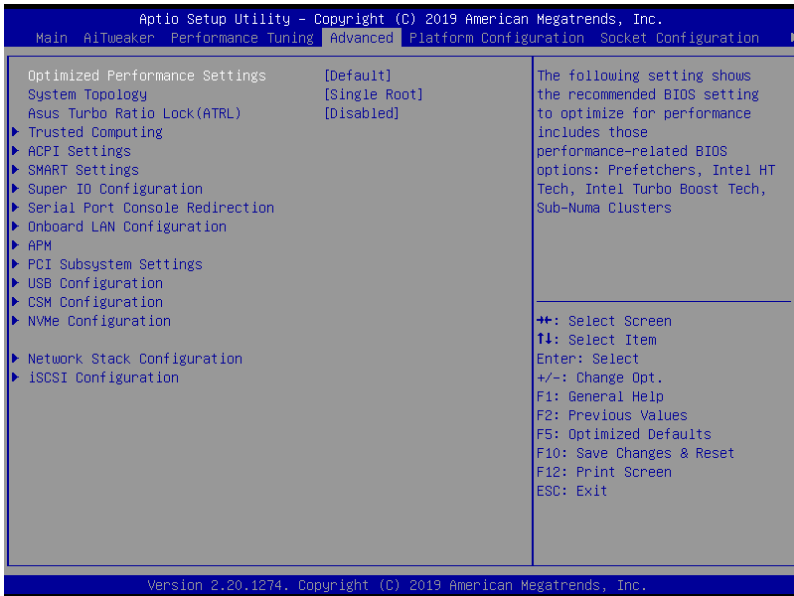 Aptio Setup Utility – Copyright (C) 2019 American Megatrends, Inc.
Main AiTweaker Performance Tuning Advanced Platform Configuration Socket Configuration
Optimized Performance Settings [Default]
System Topology [Single Root]
Asus Turbo Ratio Lock(ATRL) [Disabled]
Trusted Computing
ACPI Settings
SMART Settings
Super IO Configuration
Serial Port Console Redirection
Onboard LAN Configuration
APM
PCI Subsystem Settings
USB Configuration
CSM Configuration
NVMe Configuration
Network Stack Configuration
iSCSI Configuration
The following setting shows
the recommended BIOS setting
to optimize for performance
includes those
performance-related BIOS
options: Prefetchers, Intel HT
Tech, Intel Turbo Boost Tech,
Sub-Numa Clusters
→←: Select Screen
↑↓: Select Item
Enter: Select
+/-: Change Opt.
F1: General Help
F2: Previous Values
F5: Optimized Defaults
F10: Save Changes & Reset
F12: Print Screen
ESC: Exit
Version 2.20.1274. Copyright (C) 2019 American Megatrends, Inc.